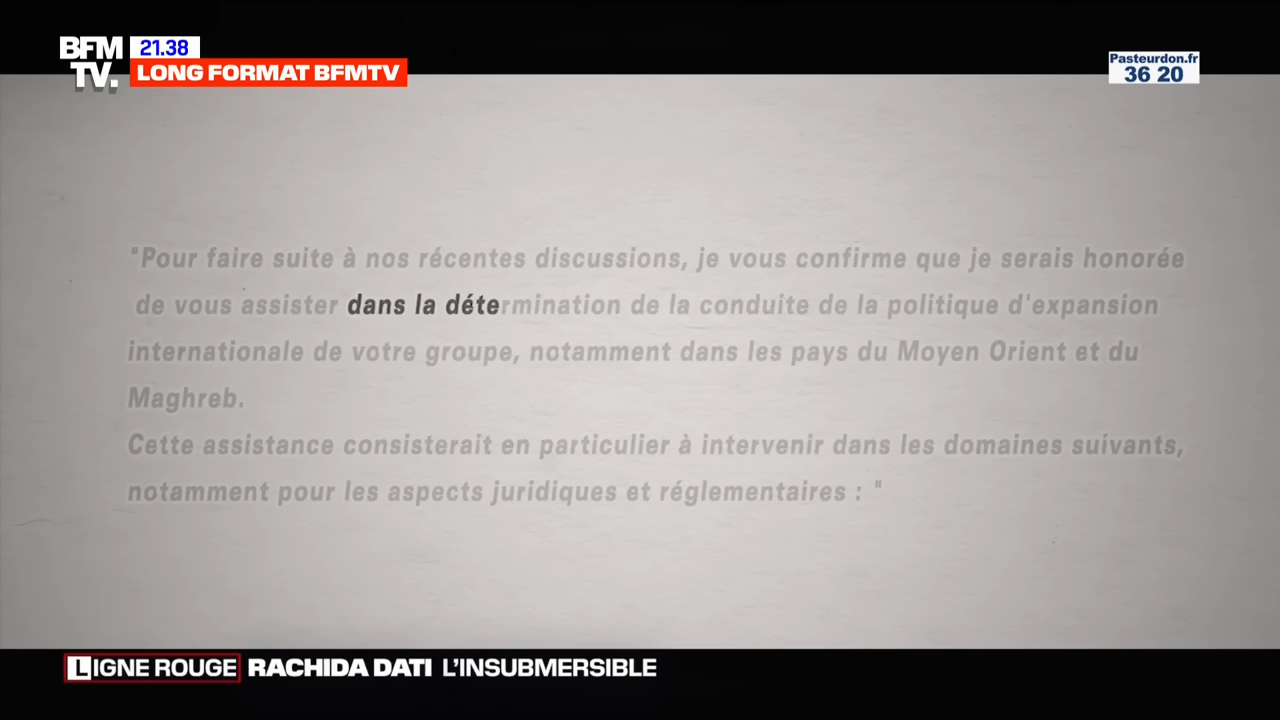 BFM
TV.
21.38
LONG FORMAT BFMTV
Pasteurdon.fr
36 20
"Pour faire suite à nos récentes discussions, je vous confirme que je serais honorée
de vous assister dans la détermination de la conduite de la politique d'expansion
internationale de votre groupe, notamment dans les pays du Moyen Orient et du
Maghreb.
Cette assistance consisterait en particulier à intervenir dans les domaines suivants,
notamment pour les aspects juridiques et réglementaires : "
LIGNE ROUGE RACHIDA DATI L'INSUBMERSIBLE